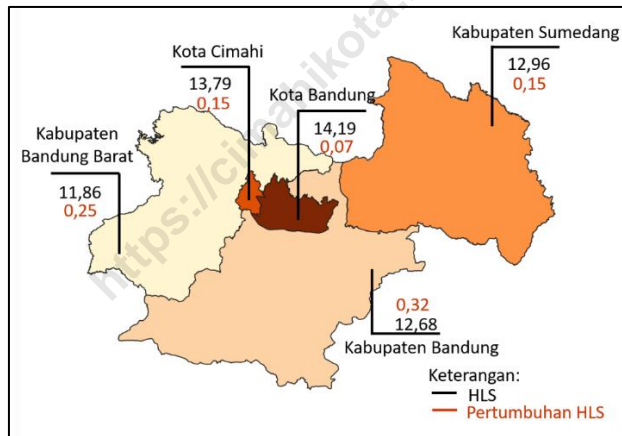 Kabupaten Sumedang
12,96
0,15
Kota Cimahi
13,79
0,15
Kota Bandung
14,19
0,07
Kabupaten
Bandung Barat
11,86
0,25
0,32
12,68
Kabupaten Bandung
Keterangan:
HLS
Pertumbuhan HLS
https://cimahikota.